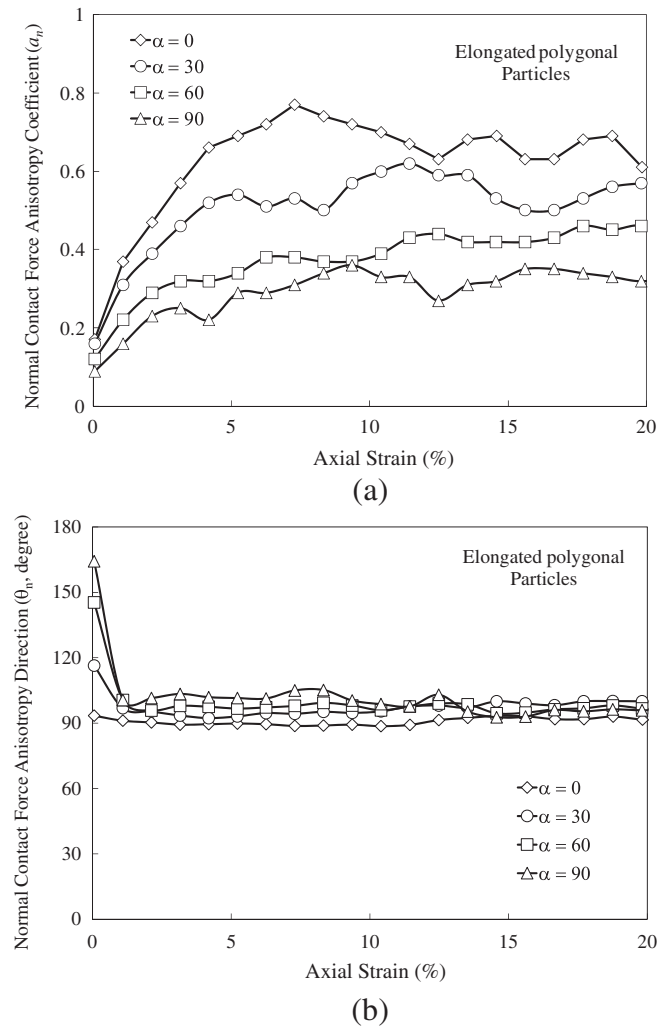 1
0.8
0.6
0.4
0.2
0
Normal Contact Force Anisotropy Coefficient (aₙ)
α = 0
α = 30
α = 60
α = 90
Elongated polygonal
Particles
0 5 10 15 20
Axial Strain (%)
(a)
180
150
120
90
60
30
0
Normal Contact Force Anisotropy Direction (θₙ, degree)
Elongated polygonal
Particles
α = 0
α = 30
α = 60
α = 90
0 5 10 15 20
Axial Strain (%)
(b)